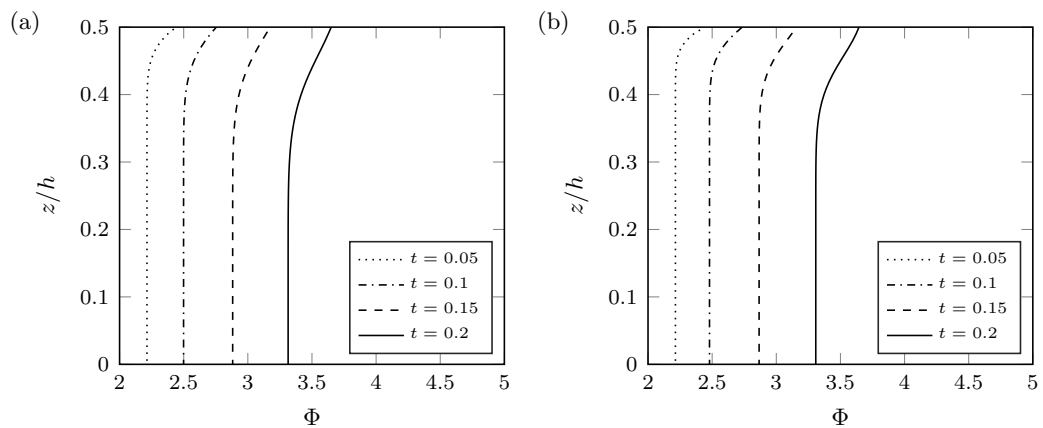 (a)
0.5
0.4
0.3
0.2
0.1
0
z/h
2 2.5 3 3.5 4 4.5 5
Φ
t = 0.05
t = 0.1
t = 0.15
t = 0.2
(b)
0.5
0.4
0.3
0.2
0.1
0
z/h
2 2.5 3 3.5 4 4.5 5
Φ
t = 0.05
t = 0.1
t = 0.15
t = 0.2